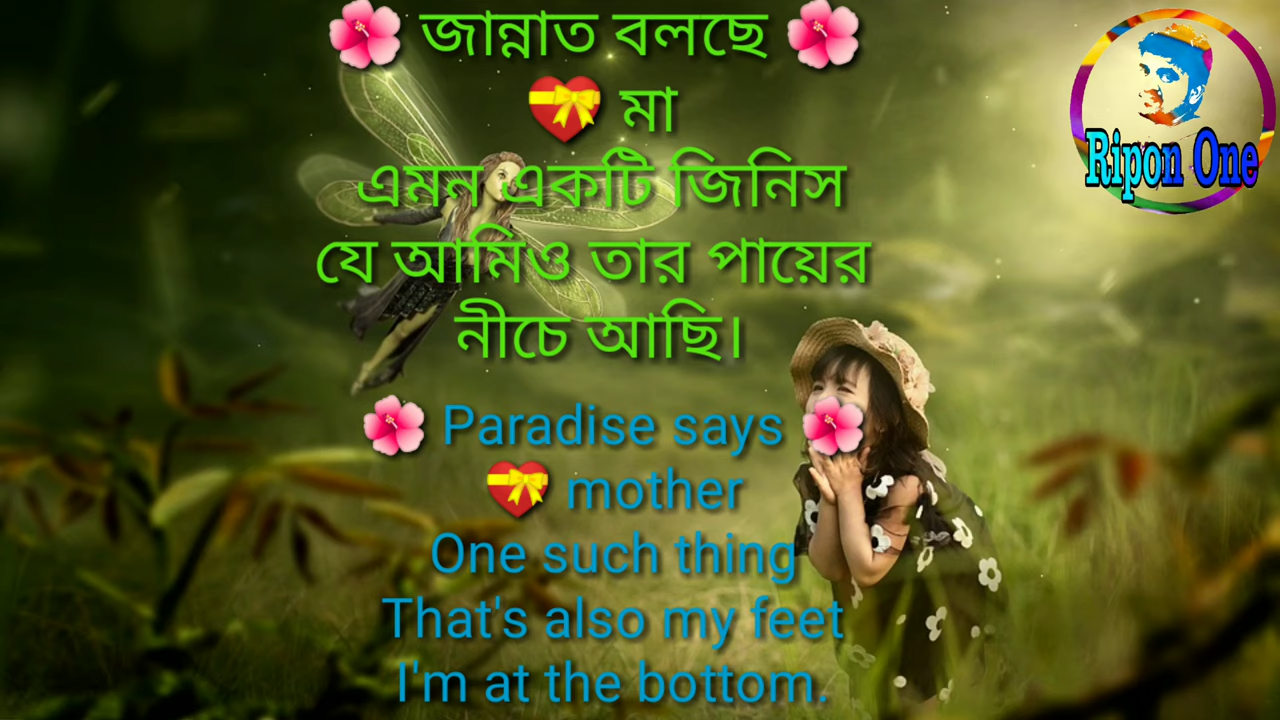 🌺 জান্নাত বলছে 🌺
💝 মা
এমন একটি জিনিস
যে আমিও তার পায়ের
নীচে আছি।
🌺 Paradise says 🌺
💝 mother
One such thing
That's also my feet
I'm at the bottom.
Ripon One